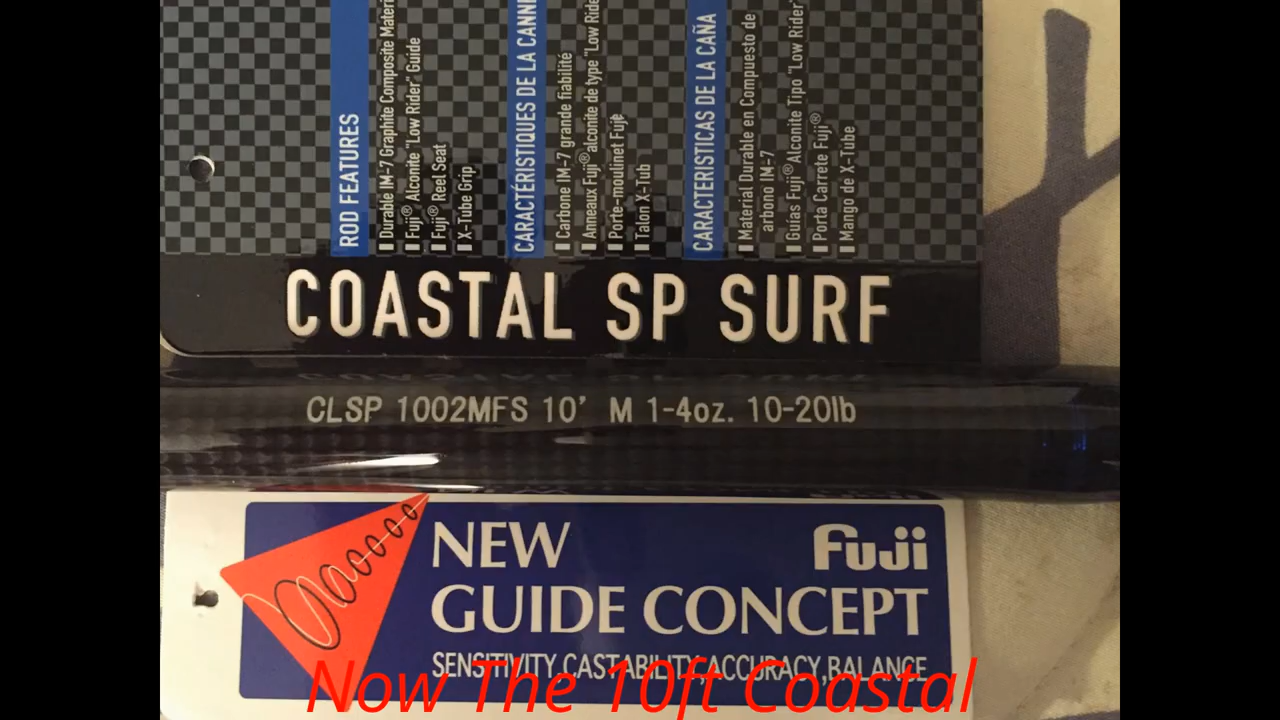 ROD FEATURES
Durable IM-7 Graphite Composite
Fuji® Alconite "Low Rider" Guide
Fuji® Reel Seat
X-Tube Grip
CARACTÉRISTIQUES DE LA
Carbone IM-7 grande fiabilité
Anneaux Fuji® alconite de type "Low
Porte-moulinet Fuji®
Talon X-Tub
CARACTERISTICAS DE LA CAÑA
Material Durable en Compuesto de
arbono IM-7
Guías Fuji® Alconite Tipo "Low Rider"
Porta Carrete Fuji®
Mango de X-Tube
COASTAL SP SURF
CLSP 1002MFS 10' M 1-4oz. 10-20lb
NEW
Fuji
GUIDE CONCEPT
SENSITIVITY,CASTABILITY,ACCURACY,BALANCE
Now The 10ft Coastal